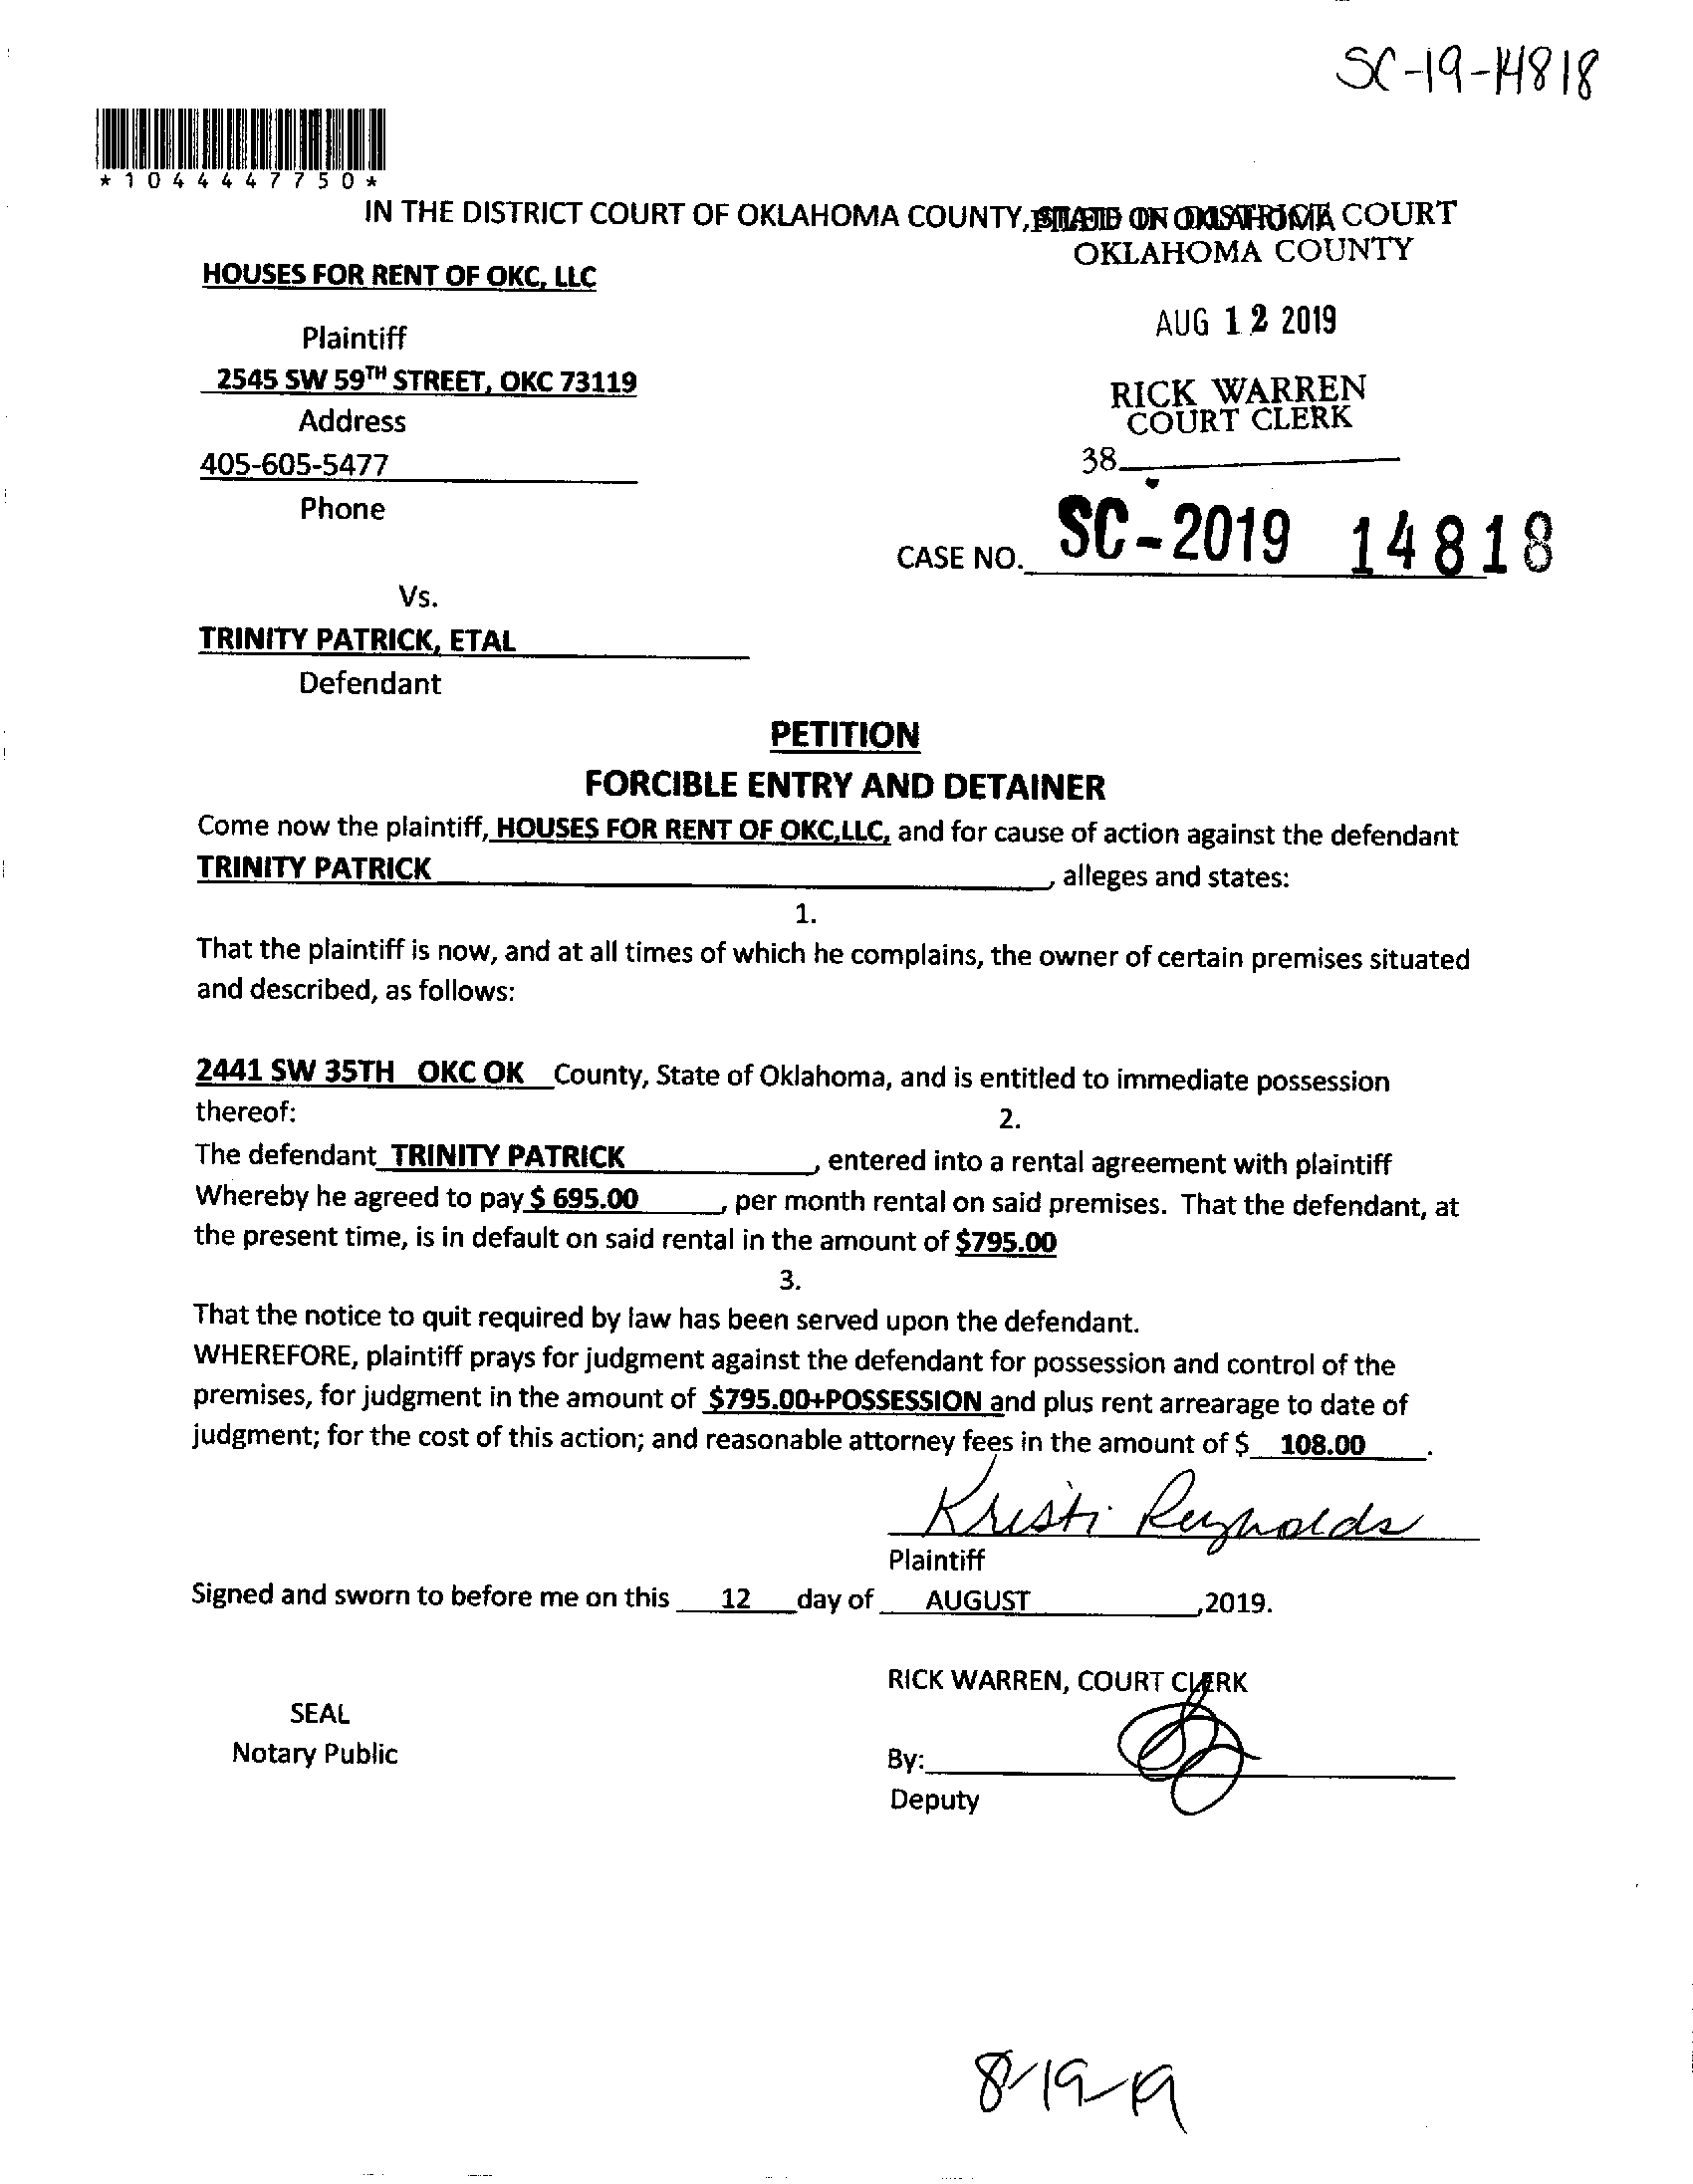 SC-19-14818
*1044447750*
IN THE DISTRICT COURT OF OKLAHOMA COUNTY, STATE OF OKLAHOMA
FILED IN DISTRICT COURT
OKLAHOMA COUNTY
HOUSES FOR RENT OF OKC, LLC
AUG 12 2019
Plaintiff
2545 SW 59TH STREET, OKC 73119
RICK WARREN
COURT CLERK
Address
405-605-5477
38
Phone
CASE NO. SC-2019 14818
Vs.
TRINITY PATRICK, ETAL
Defendant
PETITION
FORCIBLE ENTRY AND DETAINER
Come now the plaintiff, HOUSES FOR RENT OF OKC,LLC, and for cause of action against the defendant
TRINITY PATRICK, alleges and states:
1.
That the plaintiff is now, and at all times of which he complains, the owner of certain premises situated
and described, as follows:
2441 SW 35TH OKC OK County, State of Oklahoma, and is entitled to immediate possession
thereof:
2.
The defendant TRINITY PATRICK, entered into a rental agreement with plaintiff
Whereby he agreed to pay $ 695.00, per month rental on said premises. That the defendant, at
the present time, is in default on said rental in the amount of $795.00
3.
That the notice to quit required by law has been served upon the defendant.
WHEREFORE, plaintiff prays for judgment against the defendant for possession and control of the
premises, for judgment in the amount of $795.00+POSSESSION and plus rent arrearage to date of
judgment; for the cost of this action; and reasonable attorney fees in the amount of $ 108.00.
Kristi Reynolds
Plaintiff
Signed and sworn to before me on this 12 day of AUGUST,2019.
RICK WARREN, COURT CLERK
SEAL
Notary Public
By:
Deputy
8-19-19